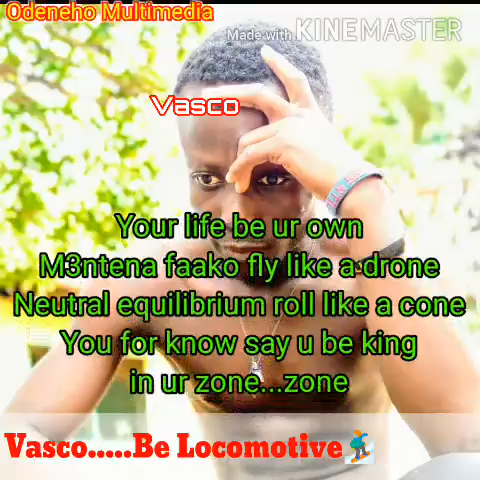 Odeneho Multimedia
Made with KINEMASTER
Vasco
Your life be ur own
M3ntena faako fly like a drone
Neutral equilibrium roll like a cone
You for know say u be king
in ur zone...zone
Vasco.....Be Locomotive🏂